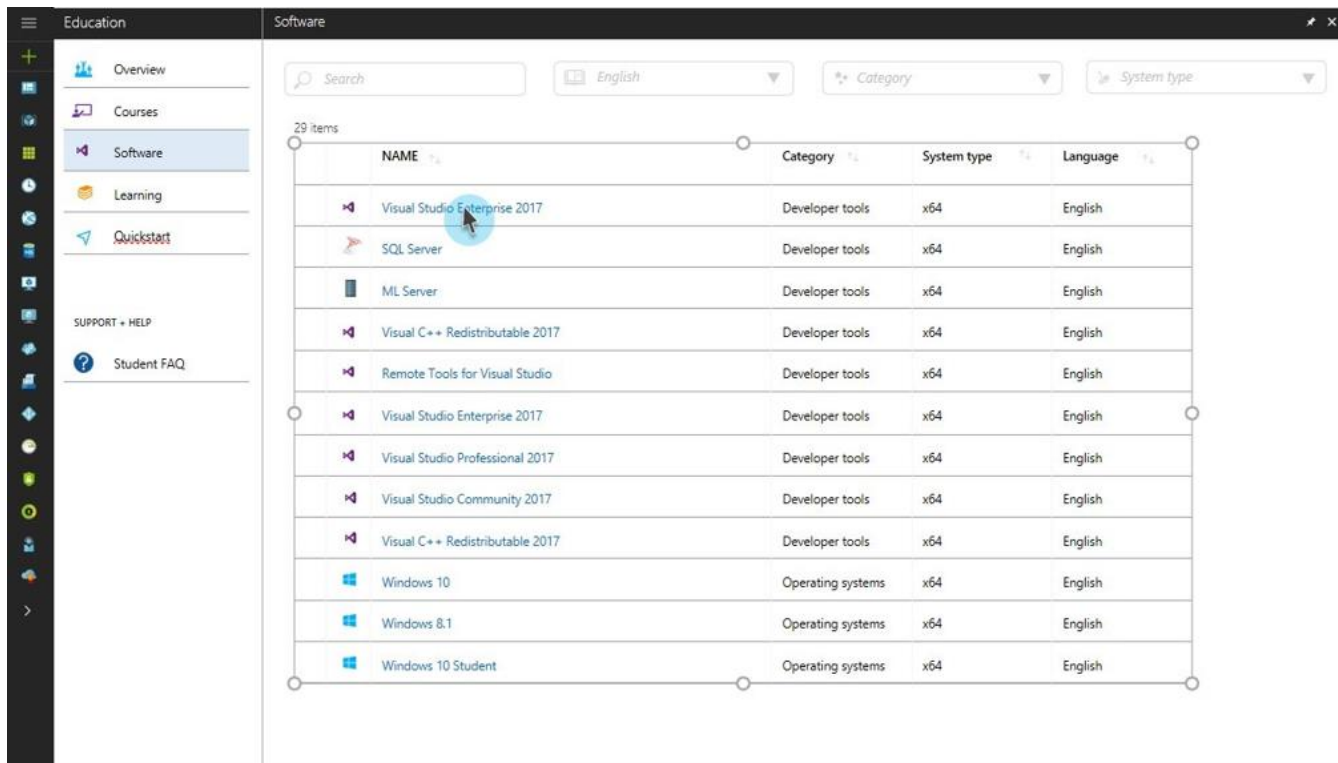 Education
Software
Overview
Courses
Software
Learning
Quickstart
SUPPORT + HELP
Student FAQ
Search
English
Category
System type
29 items
NAME Category System type Language
Visual Studio Enterprise 2017 Developer tools x64 English
SQL Server Developer tools x64 English
ML Server Developer tools x64 English
Visual C++ Redistributable 2017 Developer tools x64 English
Remote Tools for Visual Studio Developer tools x64 English
Visual Studio Enterprise 2017 Developer tools x64 English
Visual Studio Professional 2017 Developer tools x64 English
Visual Studio Community 2017 Developer tools x64 English
Visual C++ Redistributable 2017 Developer tools x64 English
Windows 10 Operating systems x64 English
Windows 8.1 Operating systems x64 English
Windows 10 Student Operating systems x64 English